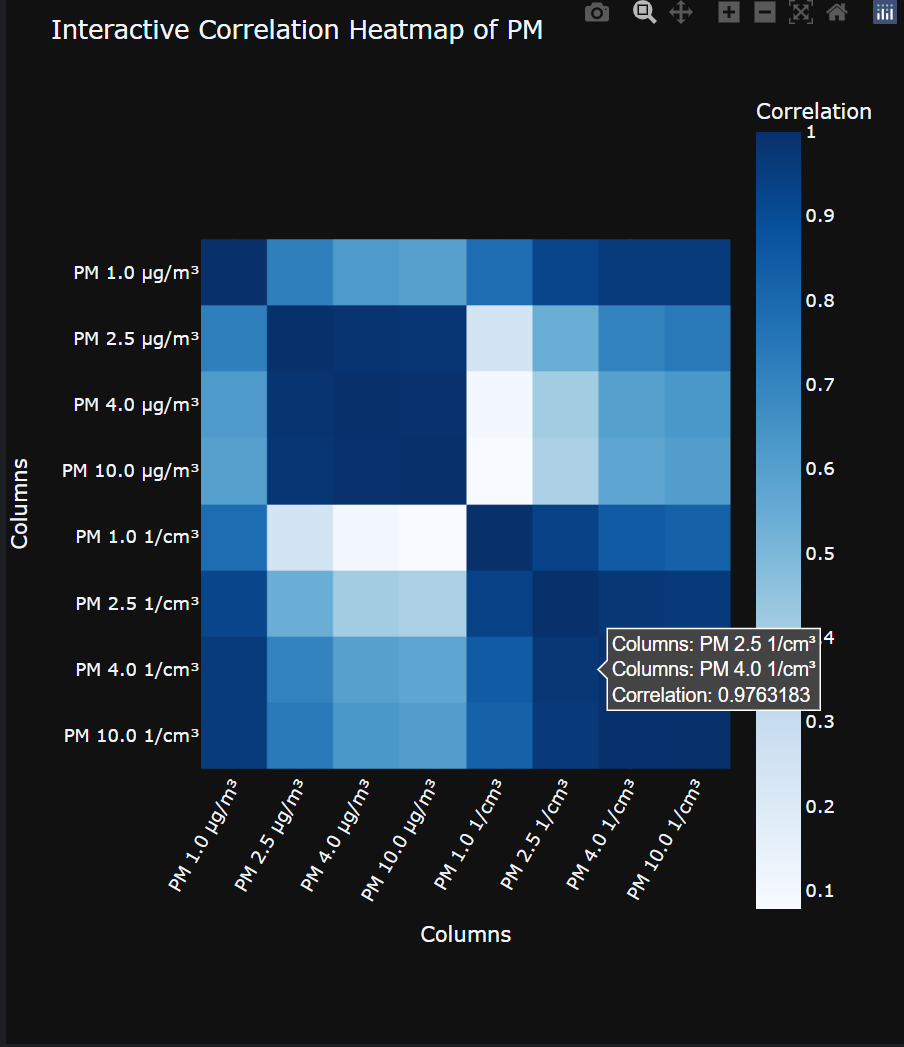 Interactive Correlation Heatmap of PM
Correlation
1
0.9
0.8
0.7
0.6
0.5
4
0.3
0.2
0.1
Columns
PM 1.0 µg/m³
PM 2.5 µg/m³
PM 4.0 µg/m³
PM 10.0 µg/m³
PM 1.0 1/cm³
PM 2.5 1/cm³
PM 4.0 1/cm³
PM 10.0 1/cm³
Columns: PM 2.5 1/cm³
Columns: PM 4.0 1/cm³
Correlation: 0.9763183
PM 1.0 µg/m³
PM 2.5 µg/m³
PM 4.0 µg/m³
PM 10.0 µg/m³
PM 1.0 1/cm³
PM 2.5 1/cm³
PM 4.0 1/cm³
PM 10.0 1/cm³
Columns